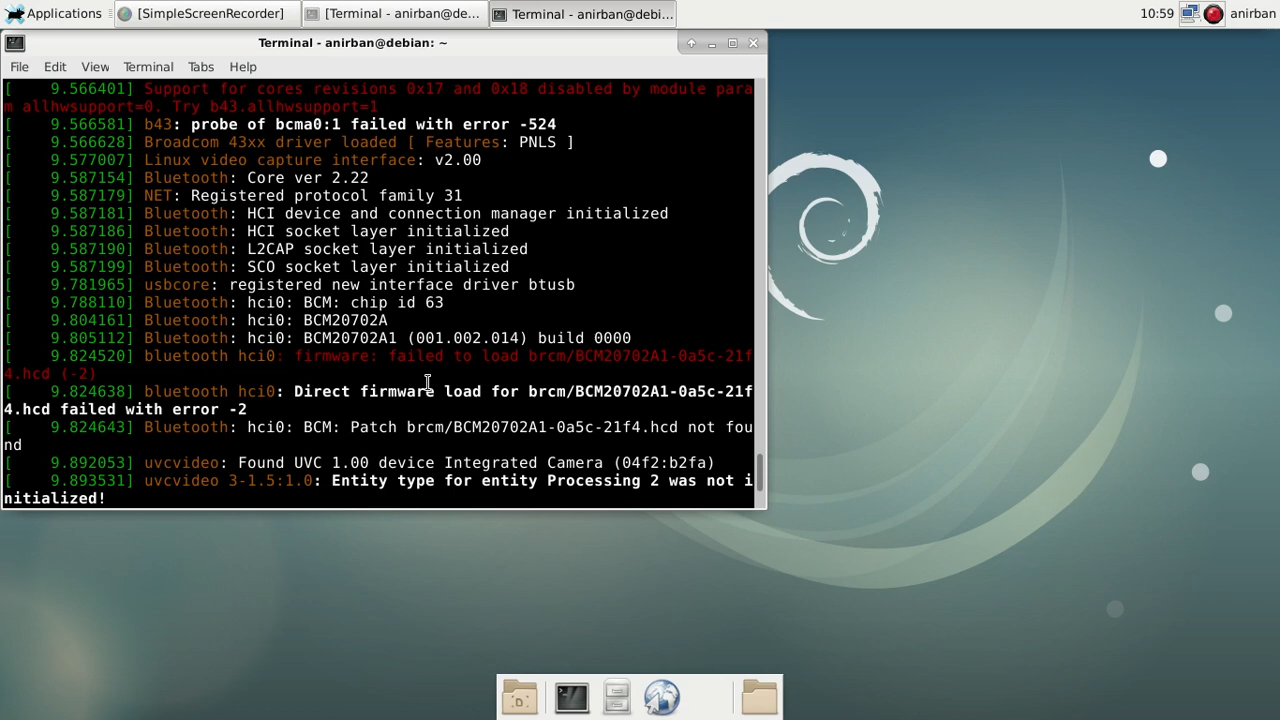 Applications
[SimpleScreenRecorder]
[Terminal - anirban@de...
Terminal - anirban@debi...
10:59
anirban
Terminal - anirban@debian: ~
File Edit View Terminal Tabs Help
[    9.566401] Support for cores revisions 0x17 and 0x18 disabled by module para
m allhwsupport=0. Try b43.allhwsupport=1
[    9.566581] b43: probe of bcma0:1 failed with error -524
[    9.566628] Broadcom 43xx driver loaded [ Features: PNLS ]
[    9.577007] Linux video capture interface: v2.00
[    9.587154] Bluetooth: Core ver 2.22
[    9.587179] NET: Registered protocol family 31
[    9.587181] Bluetooth: HCI device and connection manager initialized
[    9.587186] Bluetooth: HCI socket layer initialized
[    9.587190] Bluetooth: L2CAP socket layer initialized
[    9.587199] Bluetooth: SCO socket layer initialized
[    9.781965] usbcore: registered new interface driver btusb
[    9.788110] Bluetooth: hci0: BCM: chip id 63
[    9.804161] Bluetooth: hci0: BCM20702A
[    9.805112] Bluetooth: hci0: BCM20702A1 (001.002.014) build 0000
[    9.824520] bluetooth hci0: firmware: failed to load brcm/BCM20702A1-0a5c-21f
4.hcd (-2)
[    9.824638] bluetooth hci0: Direct firmware load for brcm/BCM20702A1-0a5c-21f
4.hcd failed with error -2
[    9.824643] Bluetooth: hci0: BCM: Patch brcm/BCM20702A1-0a5c-21f4.hcd not fou
nd
[    9.892053] uvcvideo: Found UVC 1.00 device Integrated Camera (04f2:b2fa)
[    9.893531] uvcvideo 3-1.5:1.0: Entity type for entity Processing 2 was not i
nitialized!